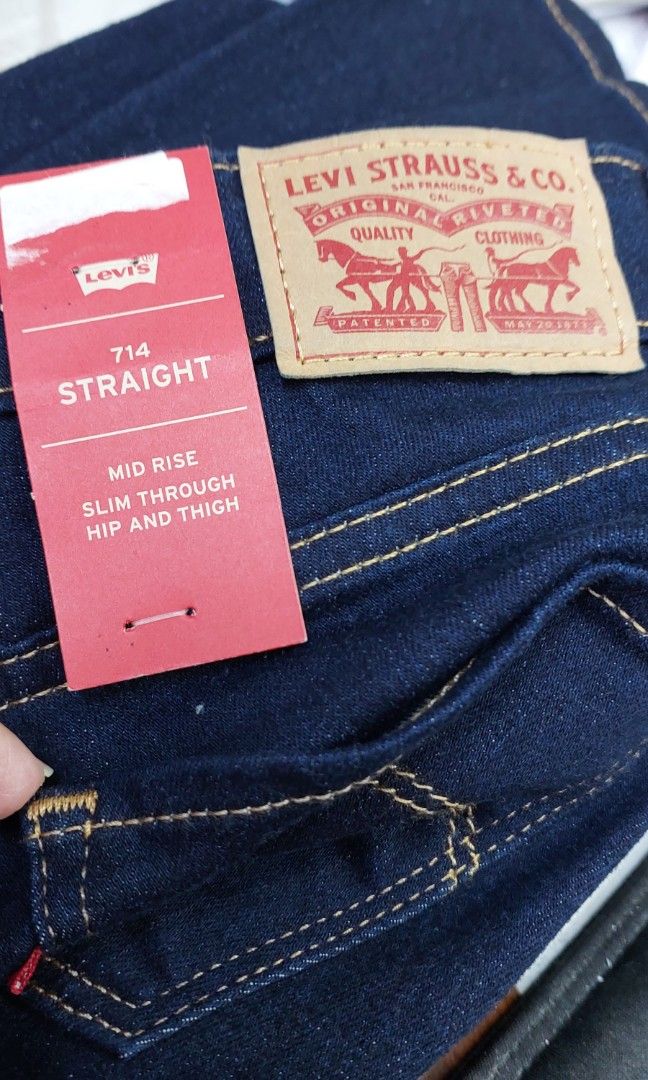 Levi's
714
STRAIGHT
MID RISE
SLIM THROUGH
HIP AND THIGH
LEVI STRAUSS & CO.
SAN FRANCISCO
CAL.
ORIGINAL RIVETED
QUALITY CLOTHING
PATENTED MAY 20 1873